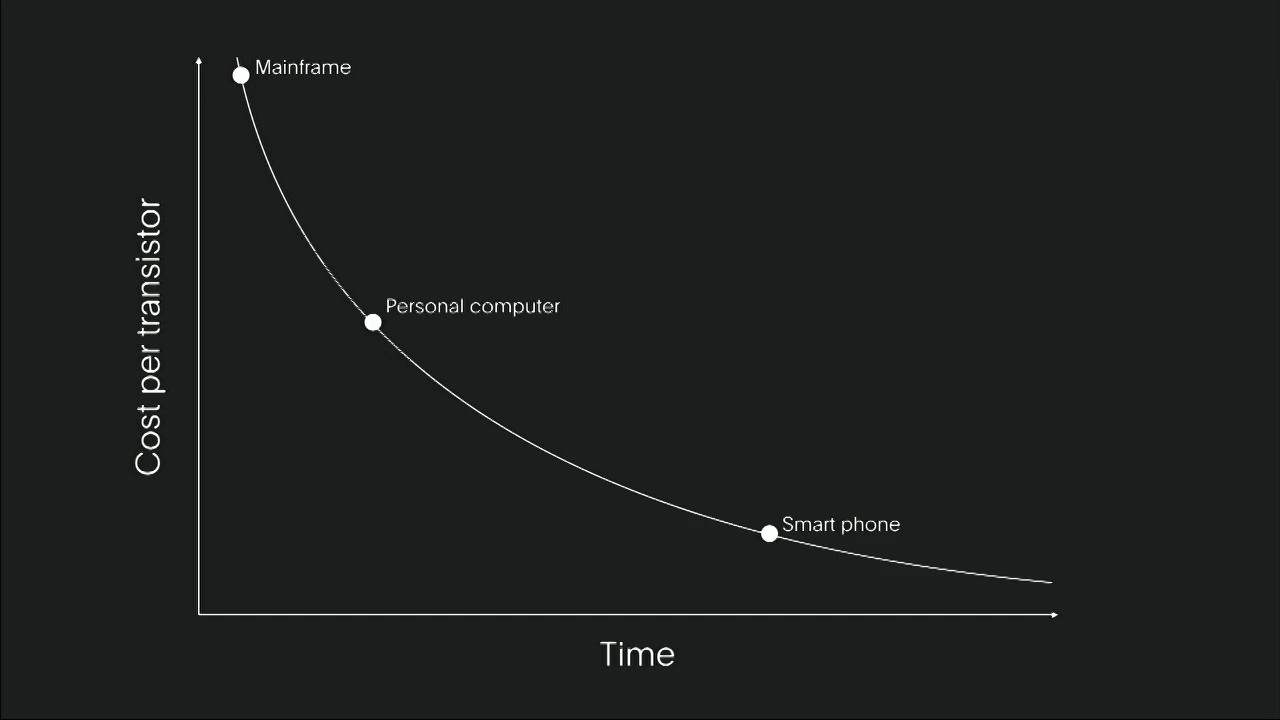 Mainframe
Personal computer
Smart phone
Cost per transistor
Time